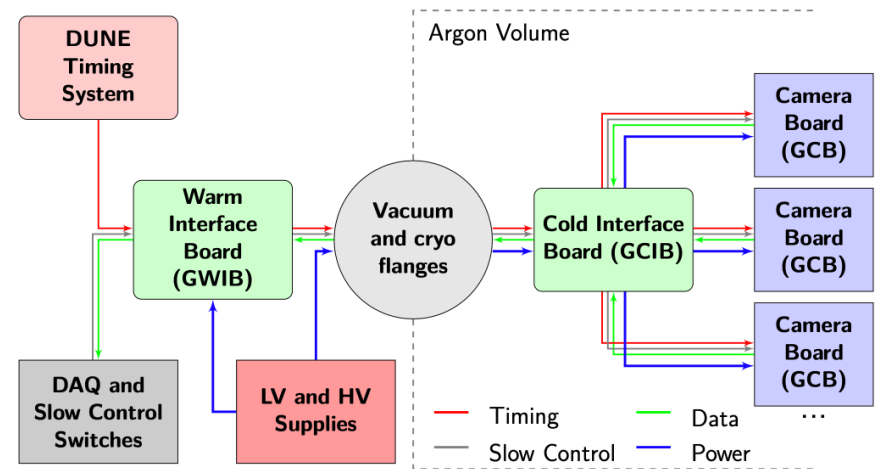 DUNE
Timing
System
Argon Volume
Camera
Board
(GCB)
Warm
Interface
Board
(GWIB)
Vacuum
and cryo
flanges
Cold Interface
Board (GCIB)
Camera
Board
(GCB)
Camera
Board
(GCB)
...
DAQ and
Slow Control
Switches
LV and HV
Supplies
Timing
Data
Slow Control
Power